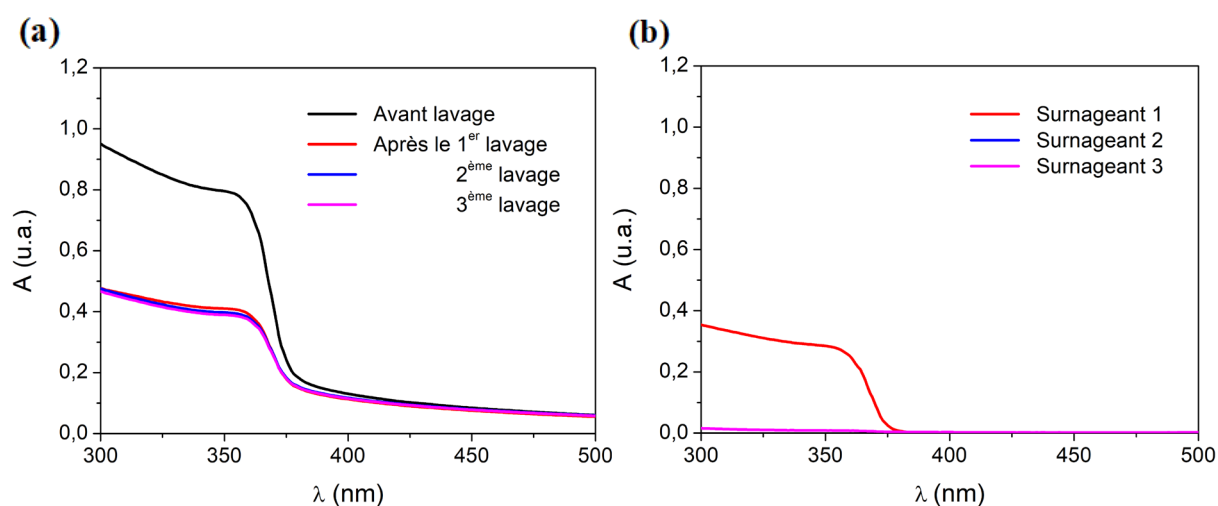 (a)
1,2
1,0
0,8
0,6
0,4
0,2
0,0
A (u.a.)
Avant lavage
Après le 1er lavage
2ème lavage
3ème lavage
300 350 400 450 500
λ (nm)
(b)
1,2
1,0
0,8
0,6
0,4
0,2
0,0
A (u.a.)
Surnageant 1
Surnageant 2
Surnageant 3
300 350 400 450 500
λ (nm)